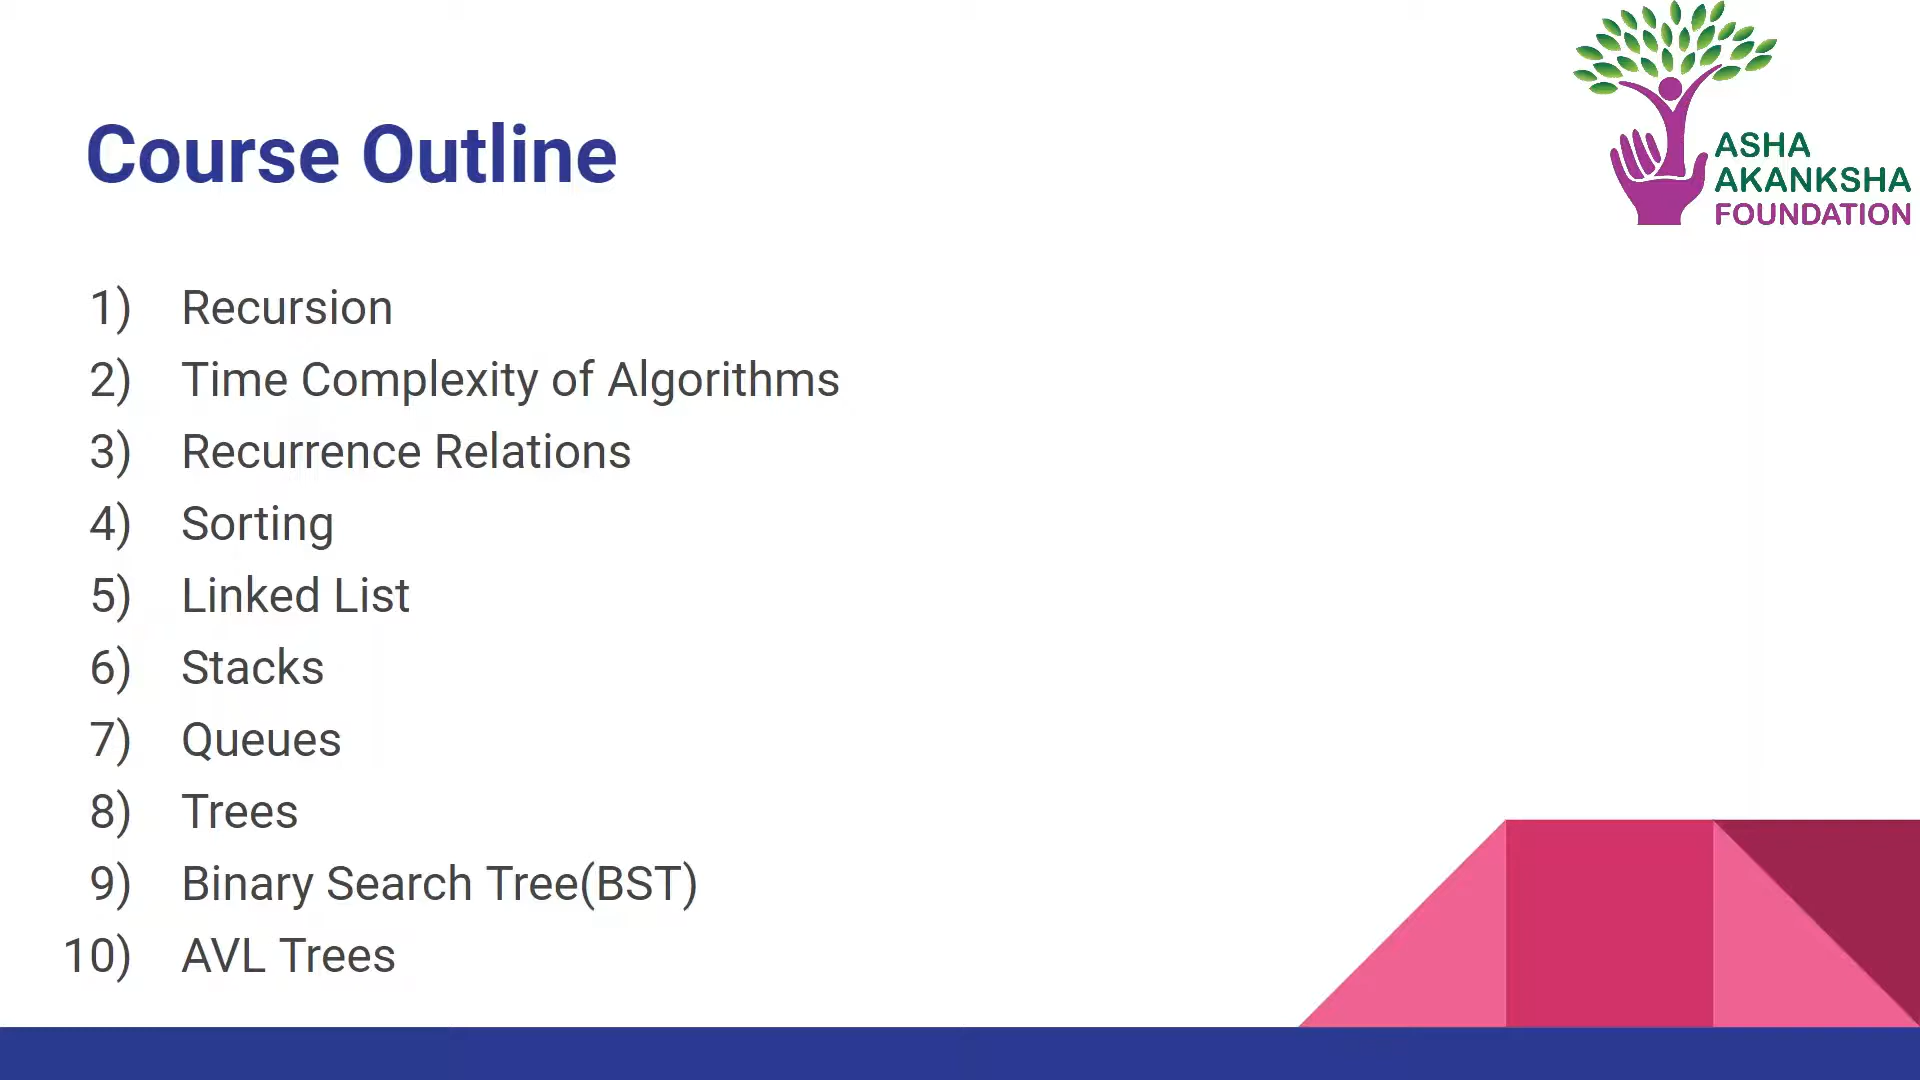 Course Outline
ASHA
AKANKSHA
FOUNDATION
1) Recursion
2) Time Complexity of Algorithms
3) Recurrence Relations
4) Sorting
5) Linked List
6) Stacks
7) Queues
8) Trees
9) Binary Search Tree(BST)
10) AVL Trees